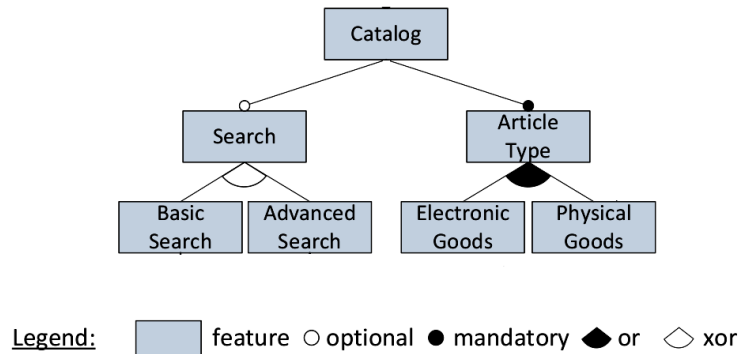 Catalog
Search
Article
Type
Basic
Search
Advanced
Search
Electronic
Goods
Physical
Goods
Legend: feature optional mandatory or xor